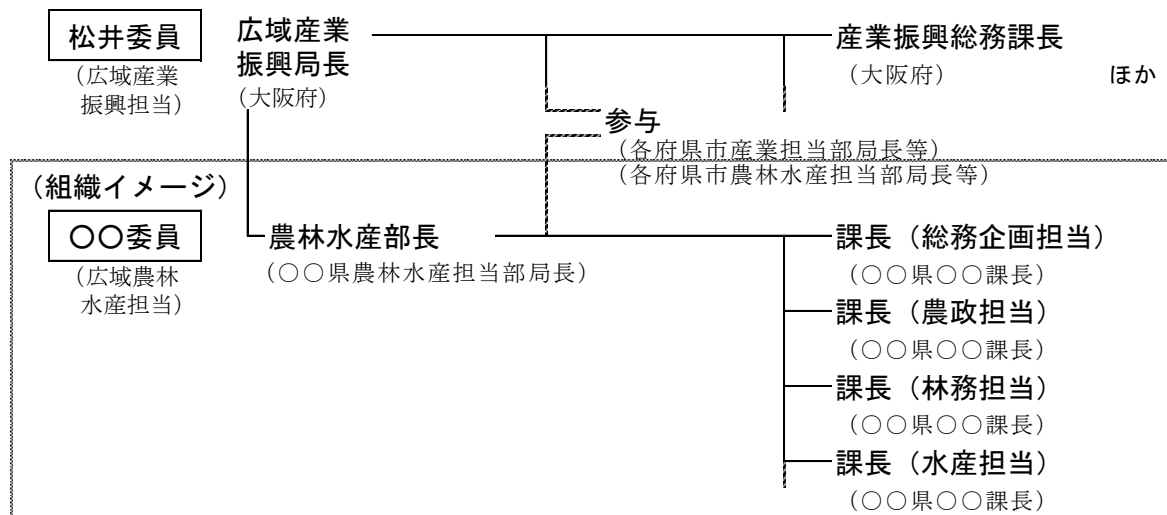 松井委員
(広域産業
振興担当)
広域産業
振興局長
(大阪府)
産業振興総務課長
(大阪府)
ほか
参与
(各府県市産業担当部局長等)
(各府県市農林水産担当部局長等)
(組織イメージ)
〇〇委員
(広域農林
水産担当)
農林水産部長
(○○県農林水産担当部局長)
課長(総務企画担当)
(○○県○○課長)
課長(農政担当)
(○○県○○課長)
課長(林務担当)
(○○県○○課長)
課長(水産担当)
(○○県○○課長)